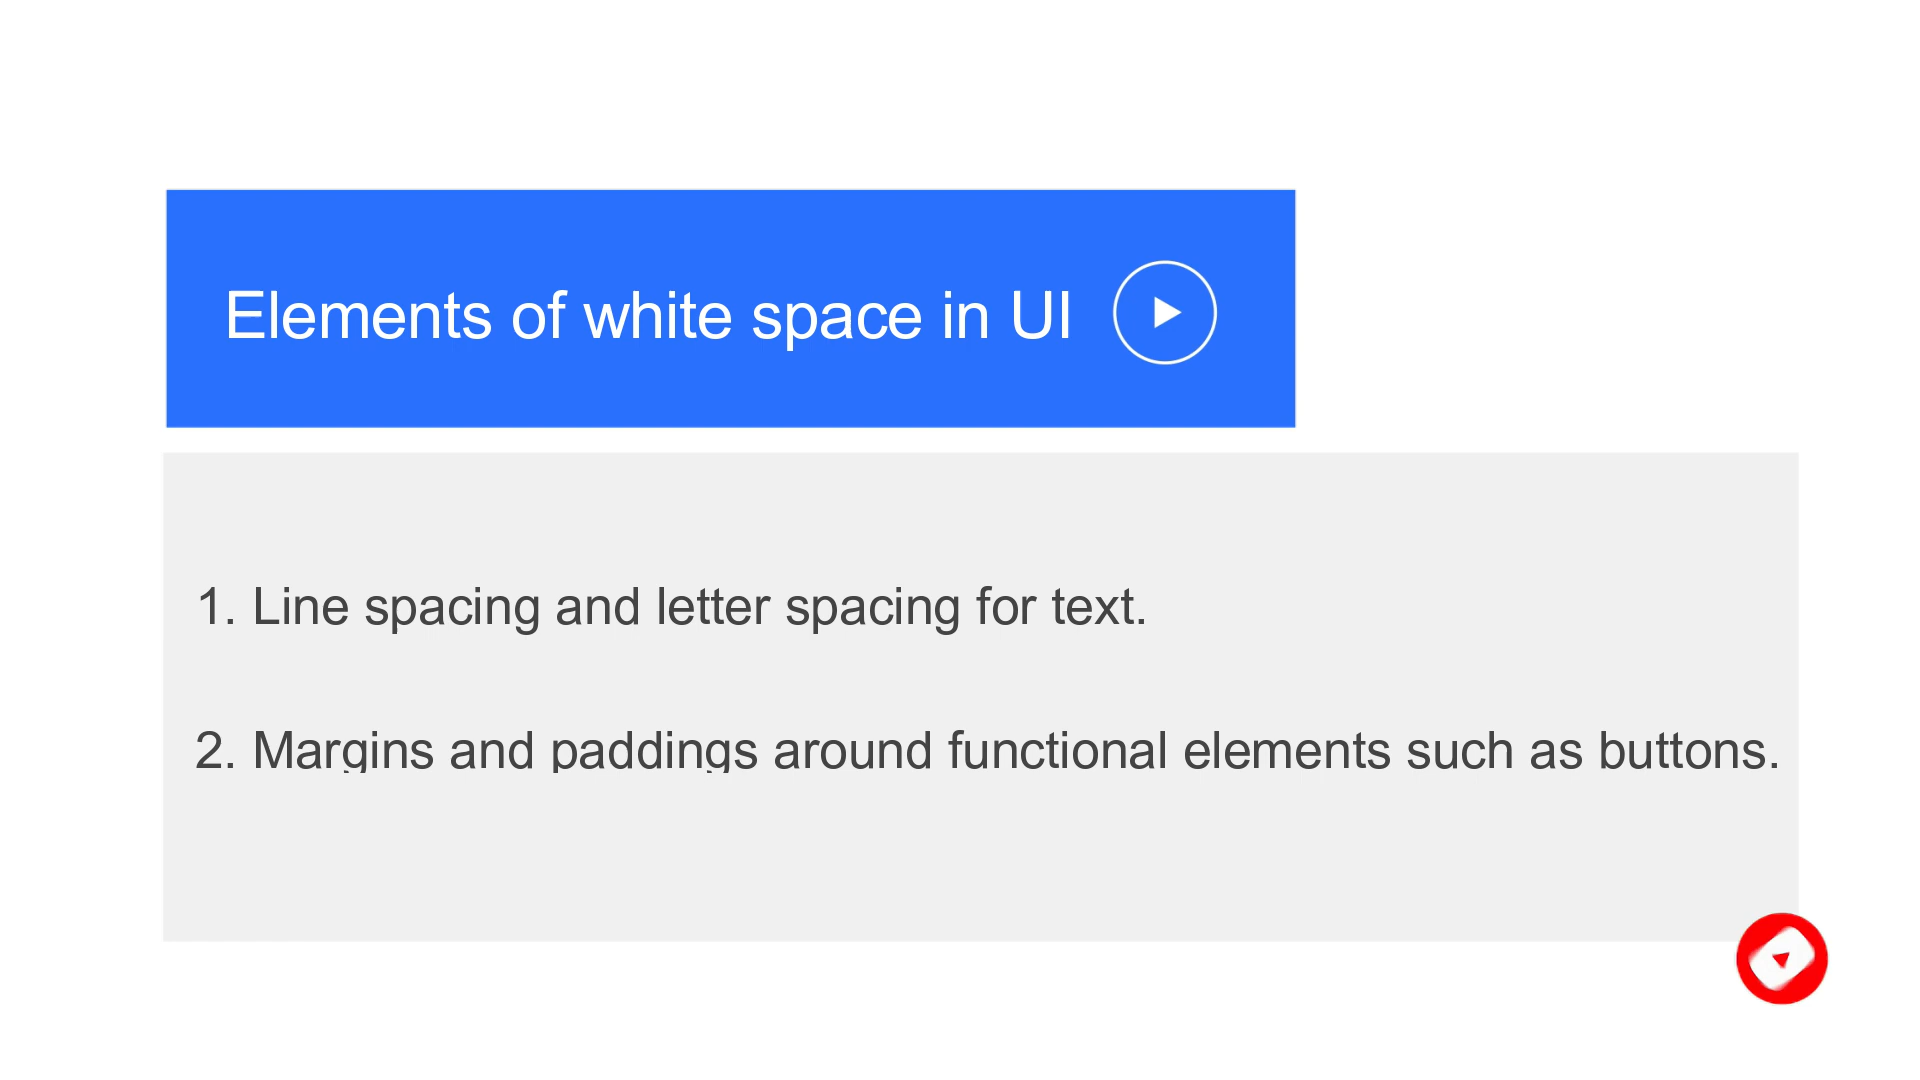 Elements of white space in UI
1. Line spacing and letter spacing for text.
2. Margins and paddings around functional elements such as buttons.